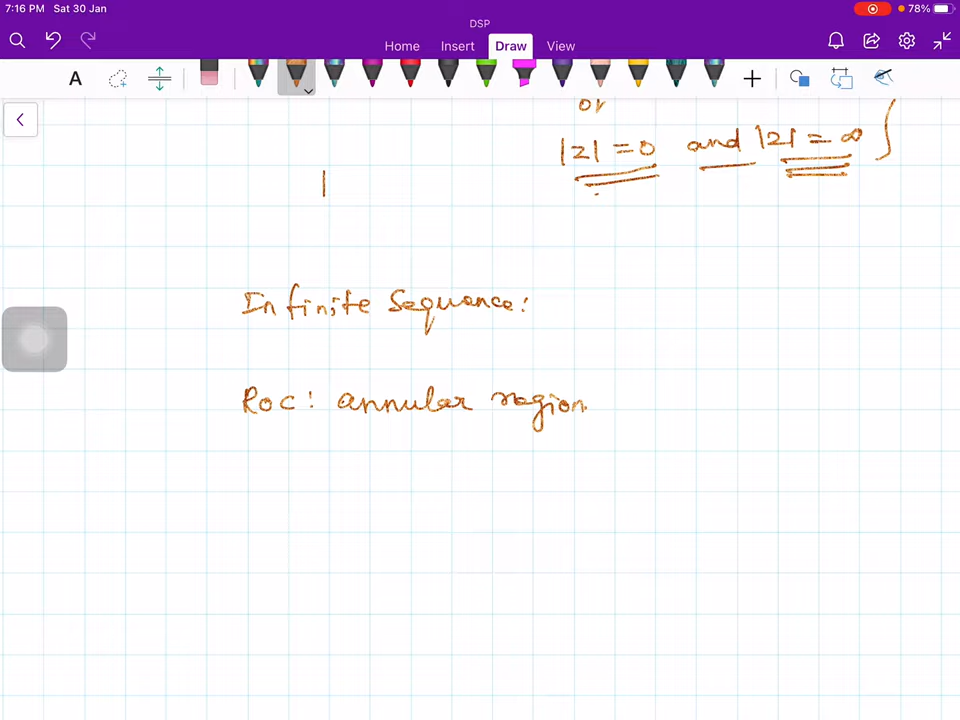 7:16 PM Sat 30 Jan
78%
DSP
Home Insert Draw View
A
or
|z| = 0 and |z| = ∞ }
|
Infinite Sequance:
ROC: annular region